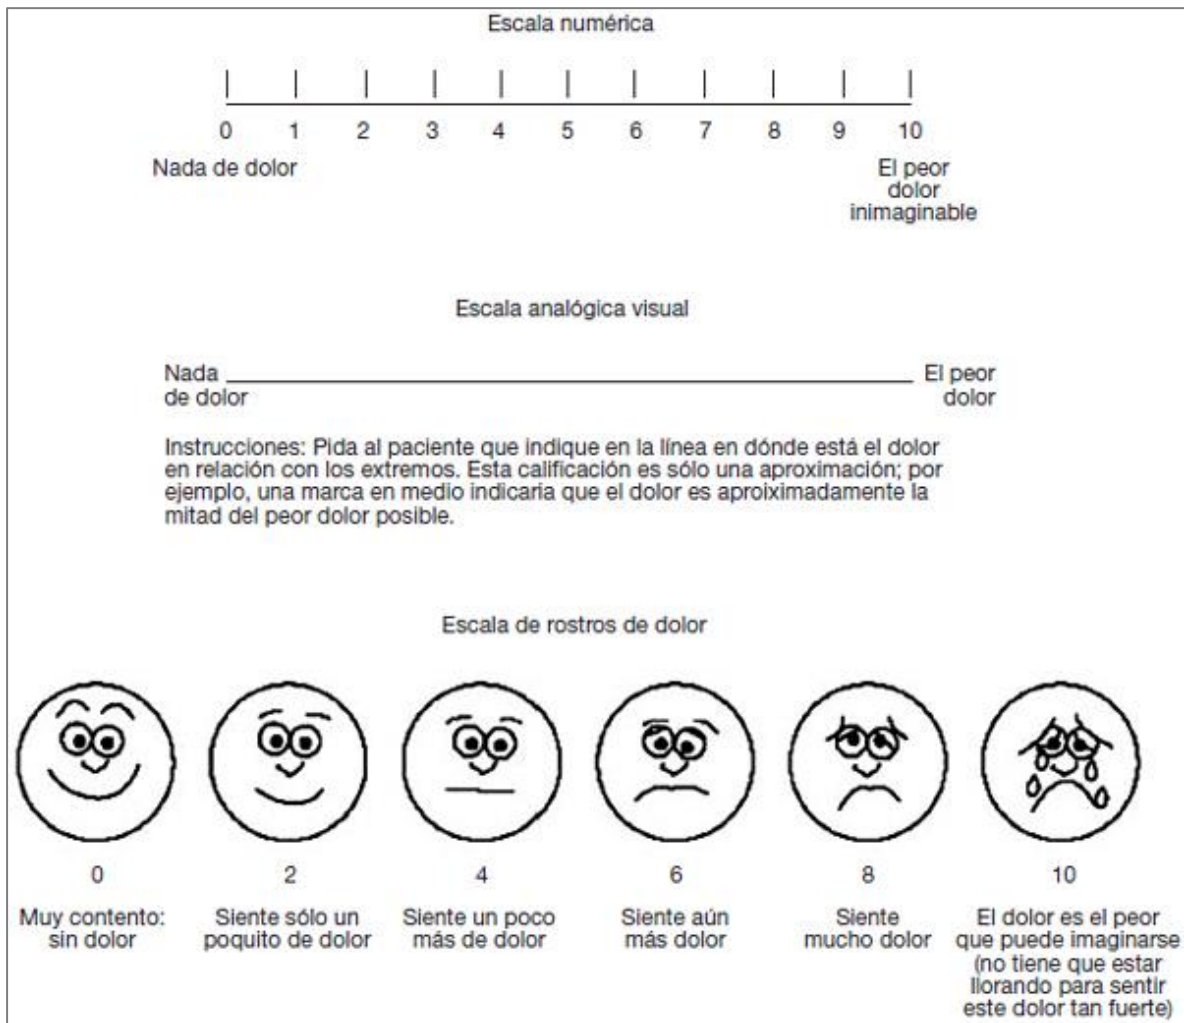 Escala numérica
0 1 2 3 4 5 6 7 8 9 10
Nada de dolor
El peor
dolor
inimaginable
Escala analógica visual
Nada
de dolor
El peor
dolor
Instrucciones: Pida al paciente que indique en la línea en dónde está el dolor
en relación con los extremos. Esta calificación es sólo una aproximación; por
ejemplo, una marca en medio indicaria que el dolor es aproiximadamente la
mitad del peor dolor posible.
Escala de rostros de dolor
0
Muy contento:
sin dolor
2
Siente sólo un
poquito de dolor
4
Siente un poco
más de dolor
6
Siente aún
más dolor
8
Siente
mucho dolor
10
El dolor es el peor
que puede imaginarse
(no tiene que estar
llorando para sentir
este dolor tan fuerte)